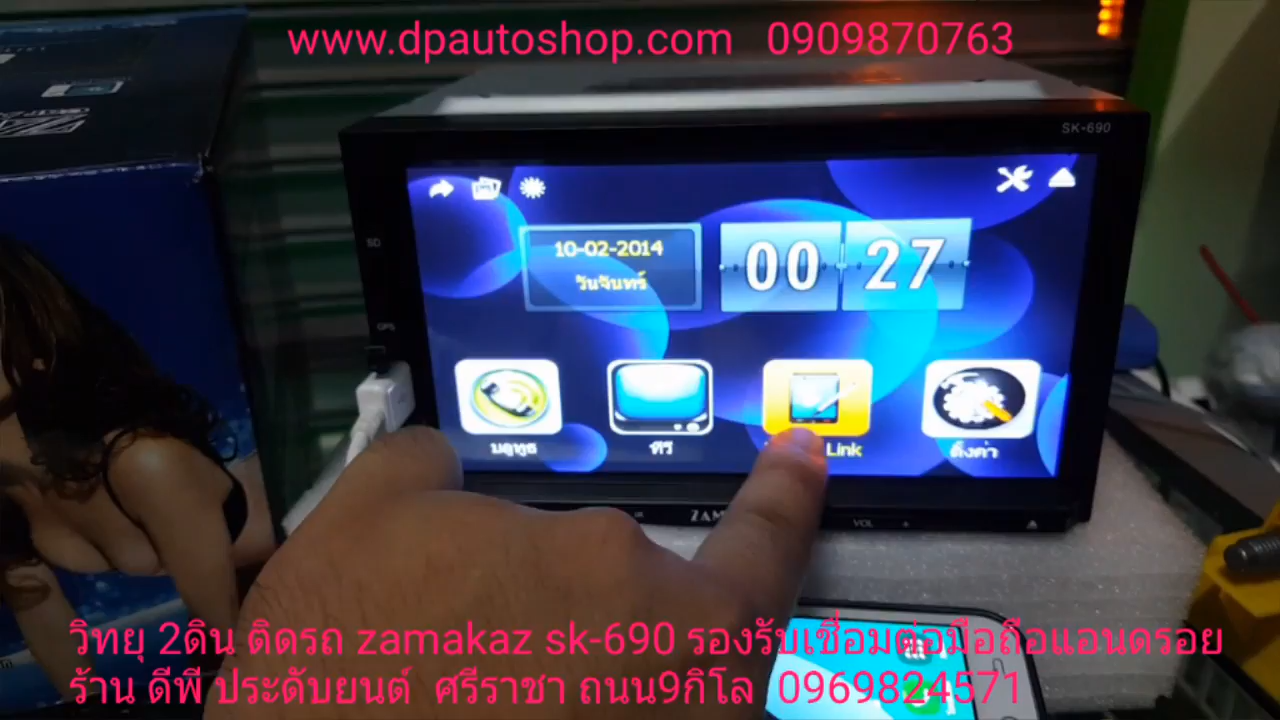 www.dpautoshop.com 0909870763
SK-690
SD
10-02-2014
วันจันทร์
00 27
GPS
บลูทูธ ทีวี Link ตั้งค่า
ZAM VOL
วิทยุ 2ดิน ติดรถ zamakaz sk-690 รองรับเชื่อมต่อมือถือแอนดรอย
ร้าน ดีพี ประดับยนต์ ศรีราชา ถนน9กิโล 0969824571